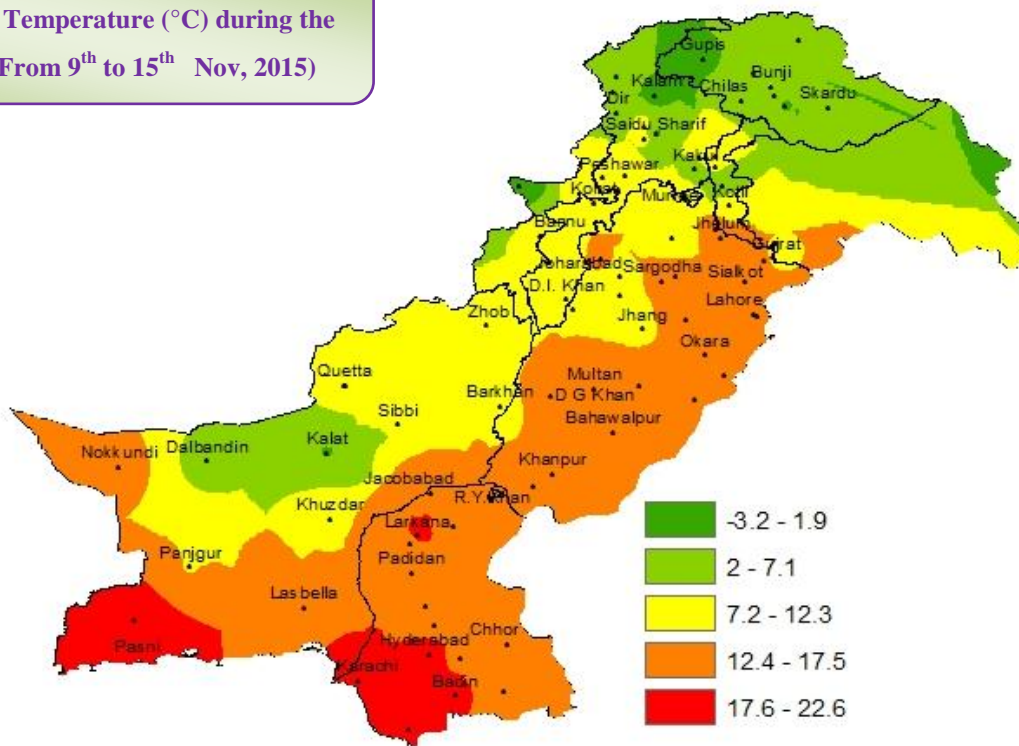 Temperature (°C) during the
From 9th to 15th Nov, 2015)
Gupis
Bunji
Kalam
Chilas
Skardu
Dir
Saidu Sharif
Peshawar
Kakul
Kohat
Murree
Kotli
Bannu
Jhelum
Gujrat
Joharabad
Sargodha
Sialkot
D.I. Khan
Lahore
Zhob
Jhang
Okara
Quetta
Multan
Barkhan
D G Khan
Sibbi
Bahawalpur
Kalat
Dalbandin
Nokkundi
Khanpur
Jacobabad
R.Y.Khan
Khuzdar
Larkana
Padidan
Panjgur
Lasbella
Chhor
Hyderabad
Pasni
Karachi
Badin
-3.2 - 1.9
2 - 7.1
7.2 - 12.3
12.4 - 17.5
17.6 - 22.6